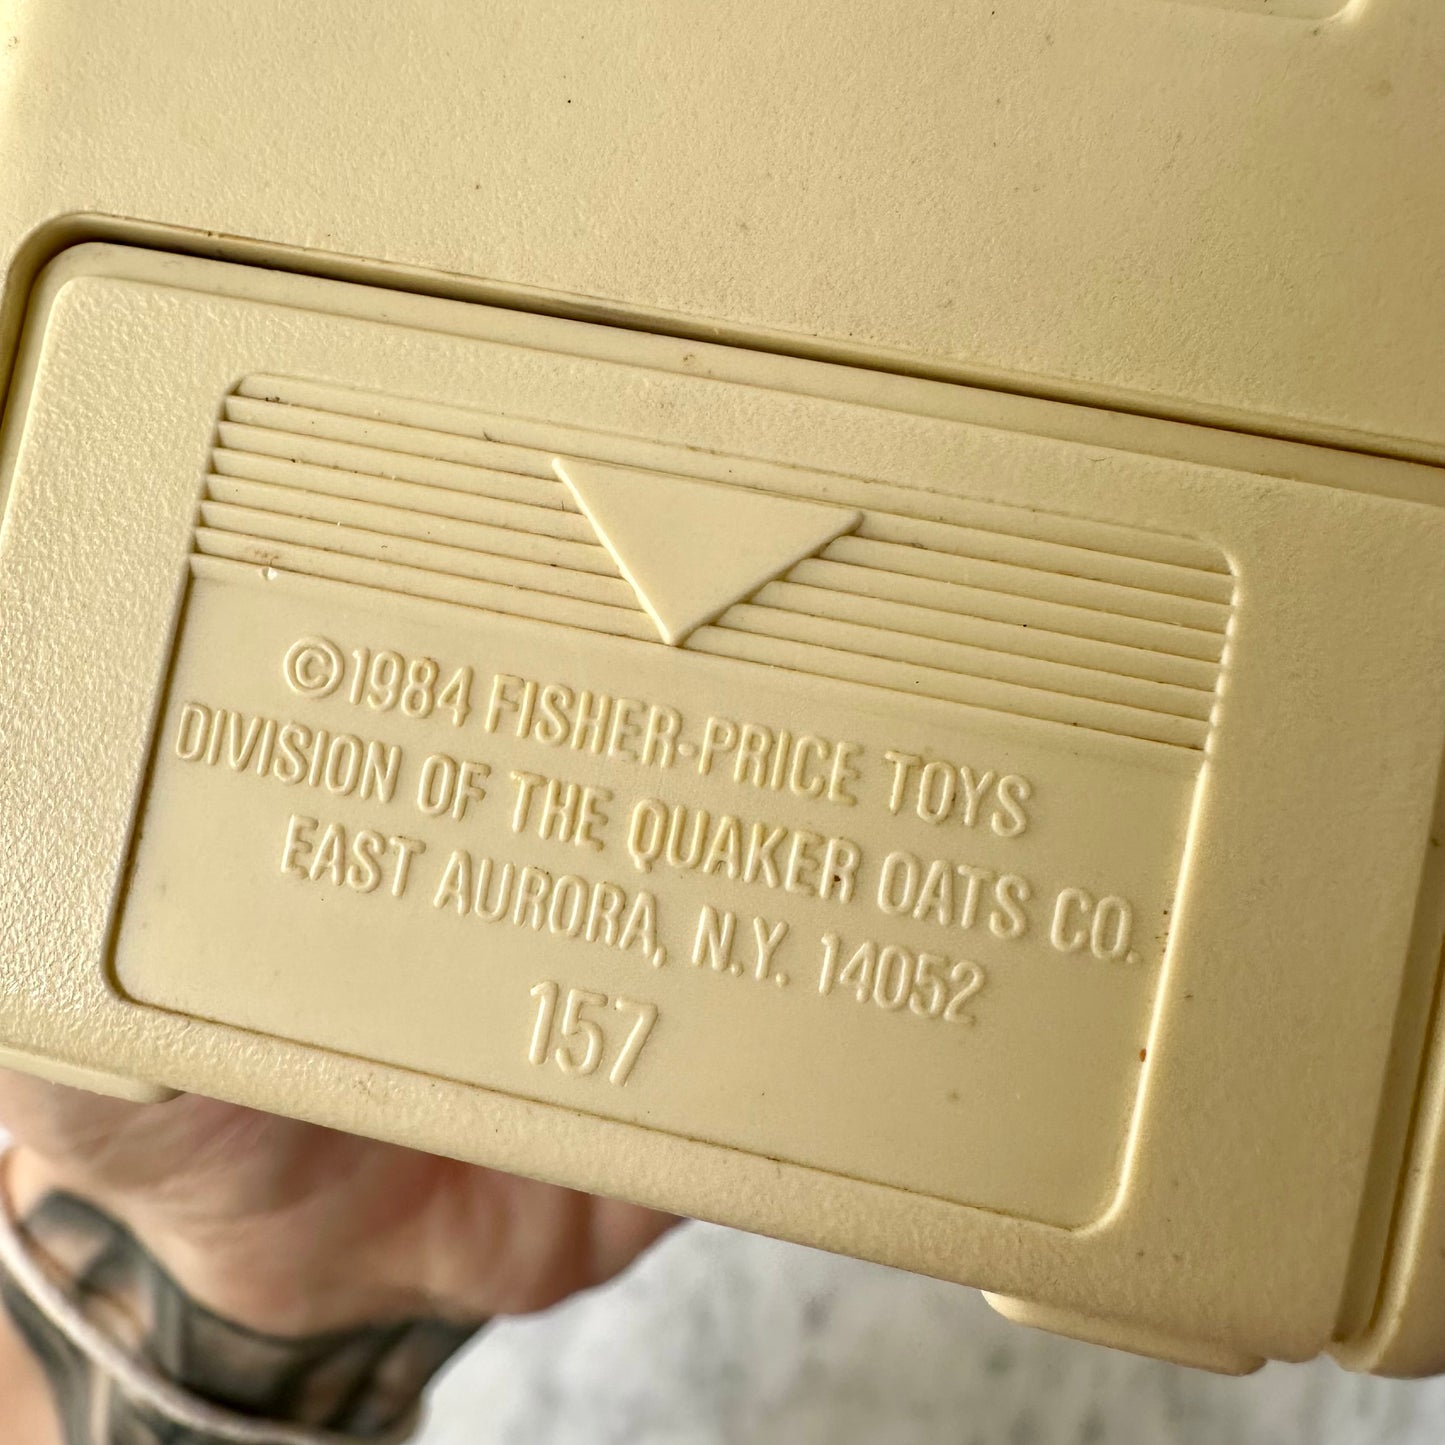 ©1984 FISHER-PRICE TOYS
DIVISION OF THE QUAKER OATS CO.
EAST AURORA, N.Y. 14052
157